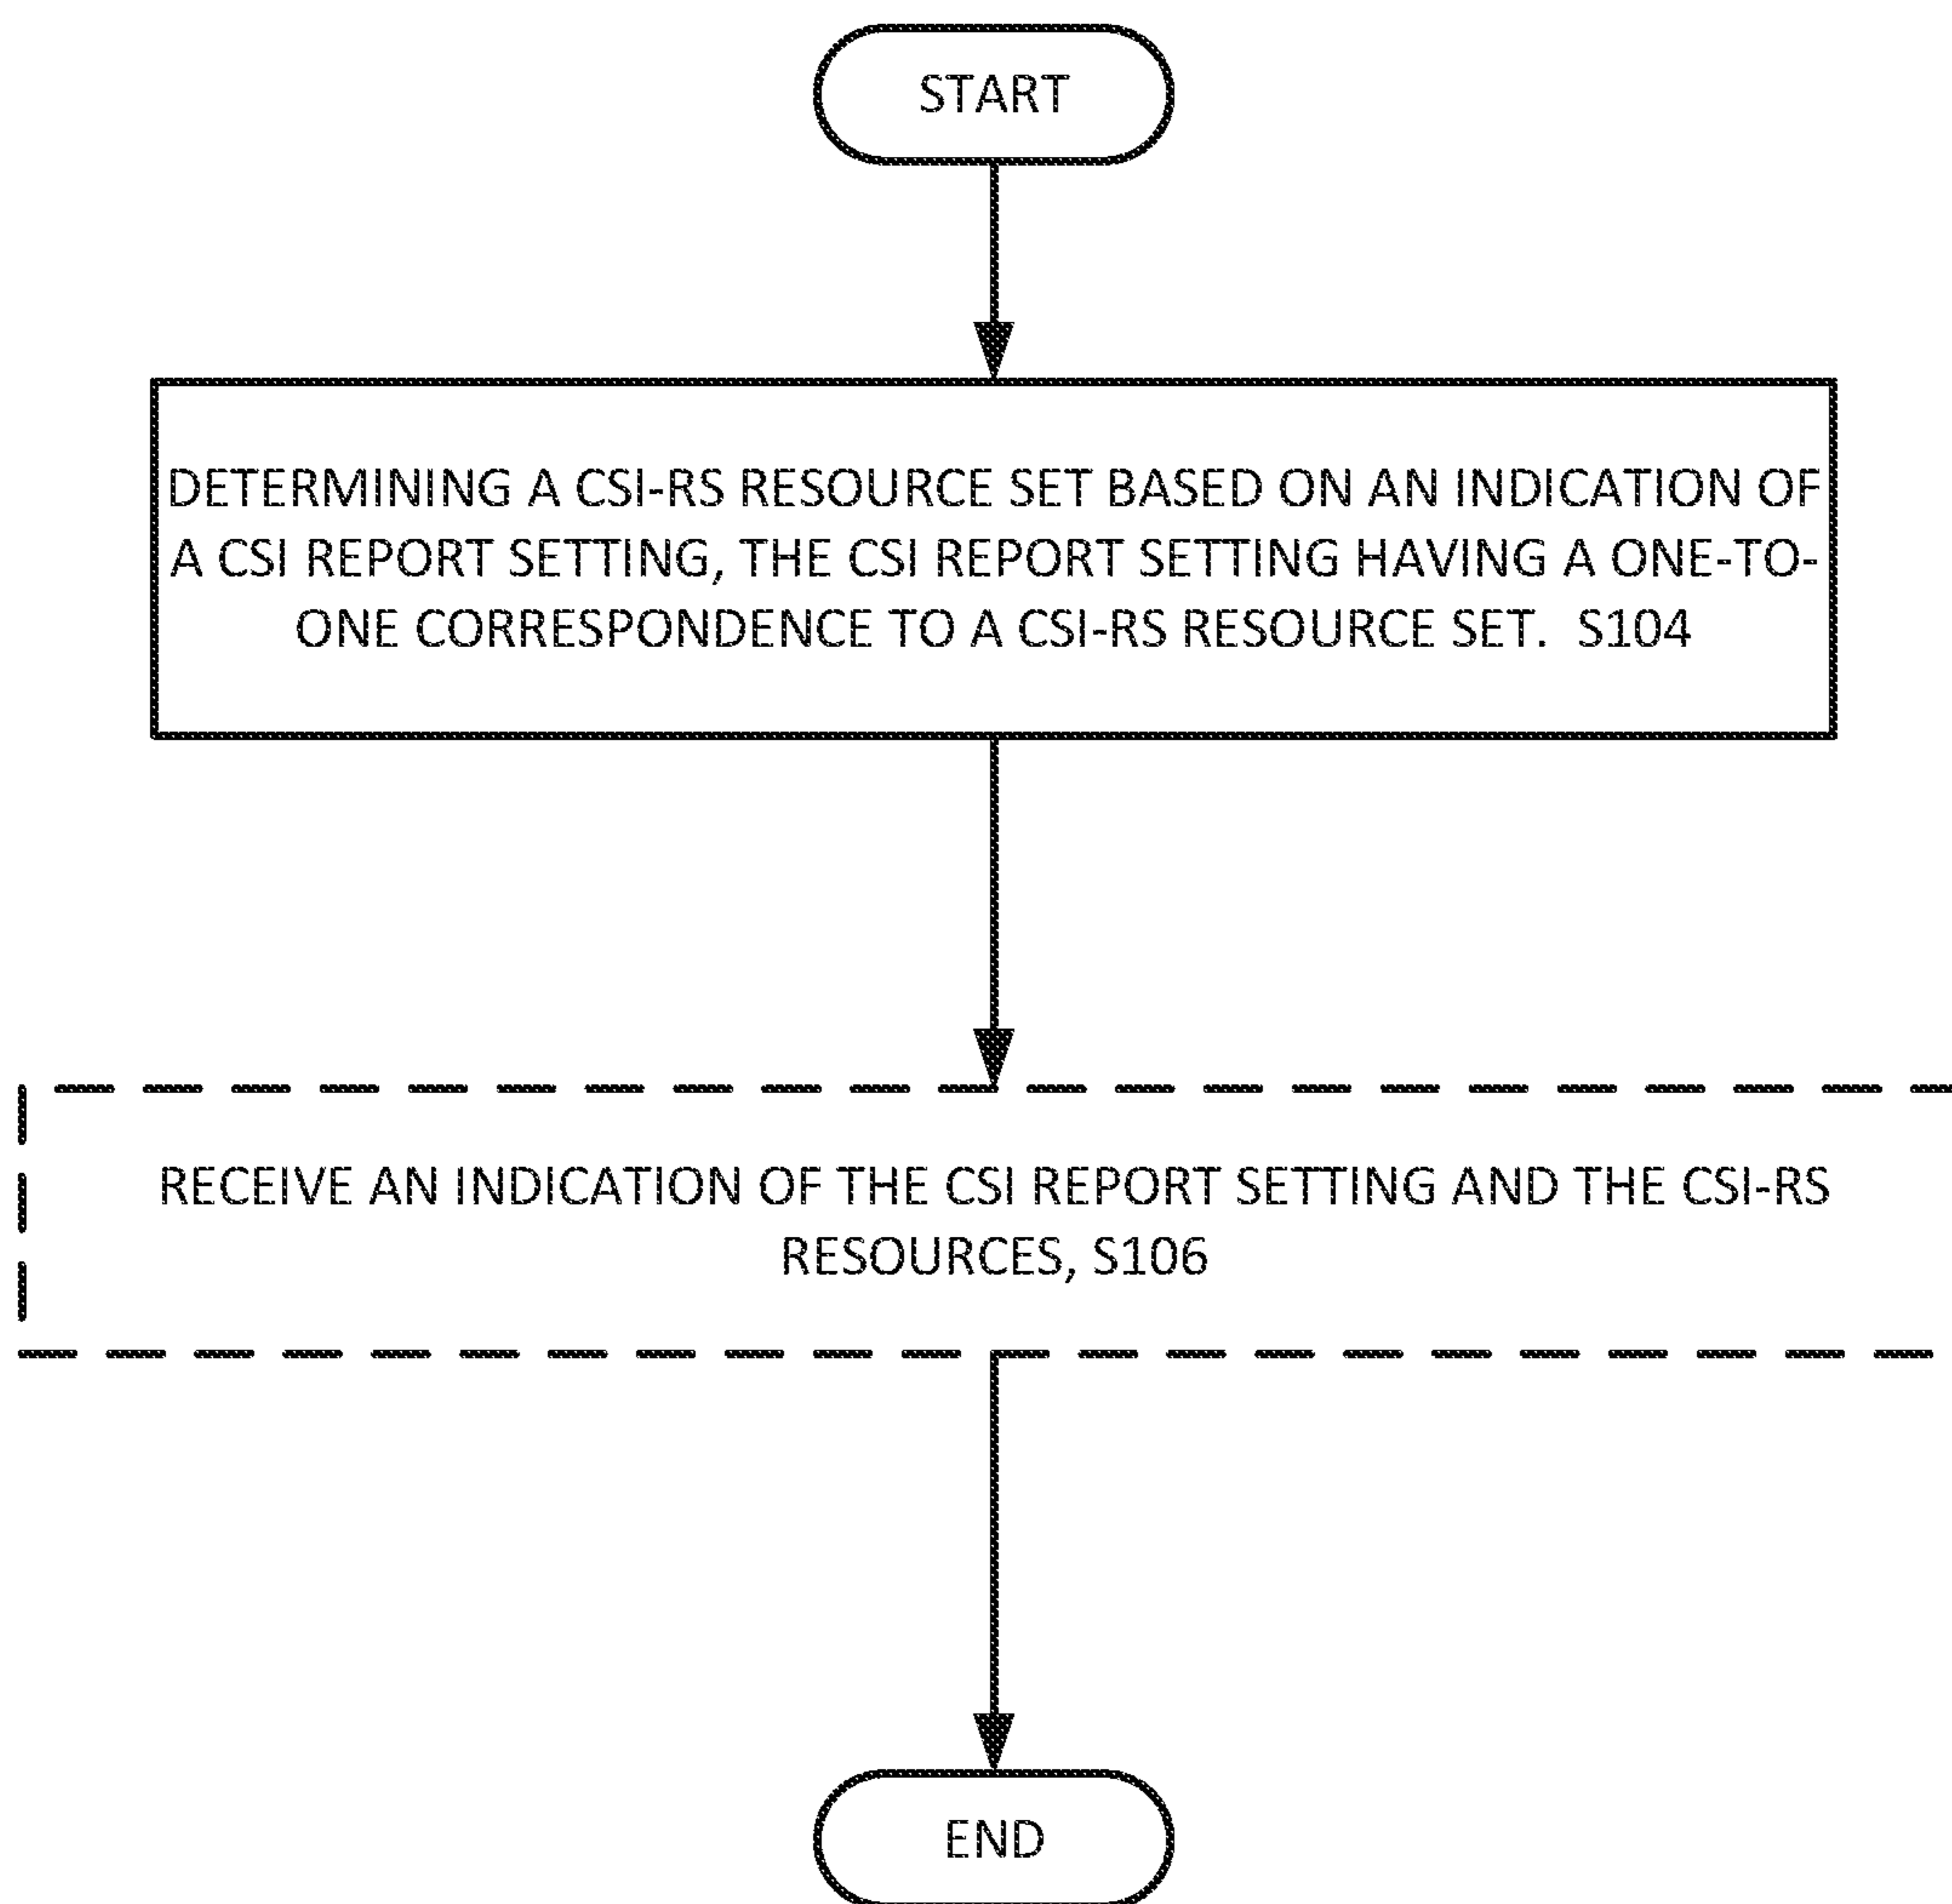 START
DETERMINING A CSI-RS RESOURCE SET BASED ON AN INDICATION OF
A CSI REPORT SETTING, THE CSI REPORT SETTING HAVING A ONE-TO-
ONE CORRESPONDENCE TO A CSI-RS RESOURCE SET. S104
RECEIVE AN INDICATION OF THE CSI REPORT SETTING AND THE CSI-RS
RESOURCES, S106
END